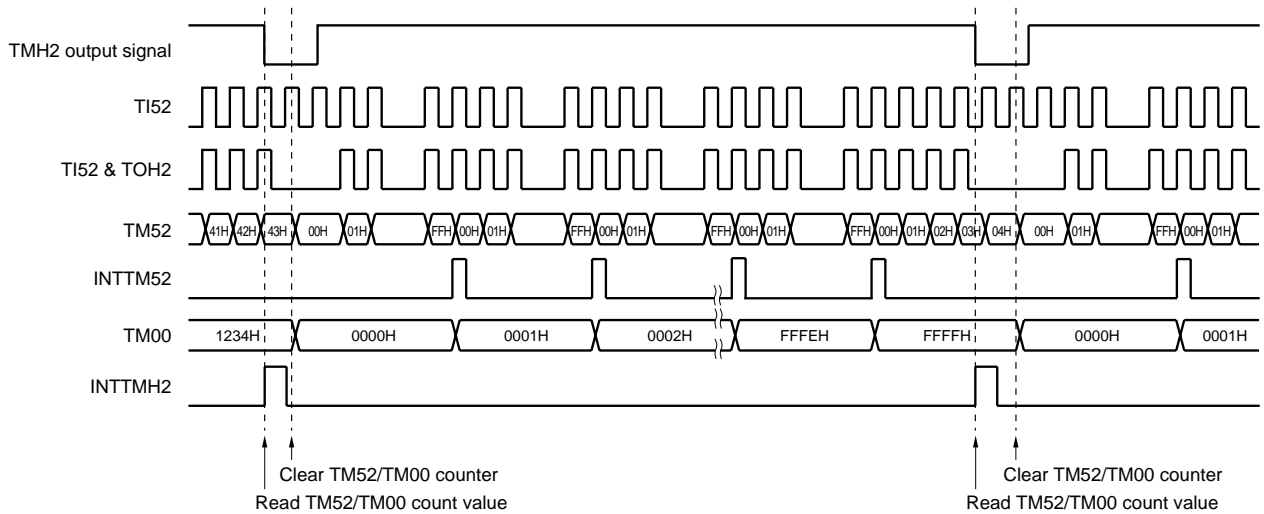 TMH2 output signal
TI52
TI52 & TOH2
TM52 41H 42H 43H 00H 01H FFH 00H 01H FFH 00H 01H FFH 00H 01H FFH 00H 01H 02H 03H 04H 00H 01H FFH 00H 01H
INTTM52
TM00 1234H 0000H 0001H 0002H FFFEH FFFFH 0000H 0001H
INTTMH2
Clear TM52/TM00 counter Clear TM52/TM00 counter
Read TM52/TM00 count value Read TM52/TM00 count value